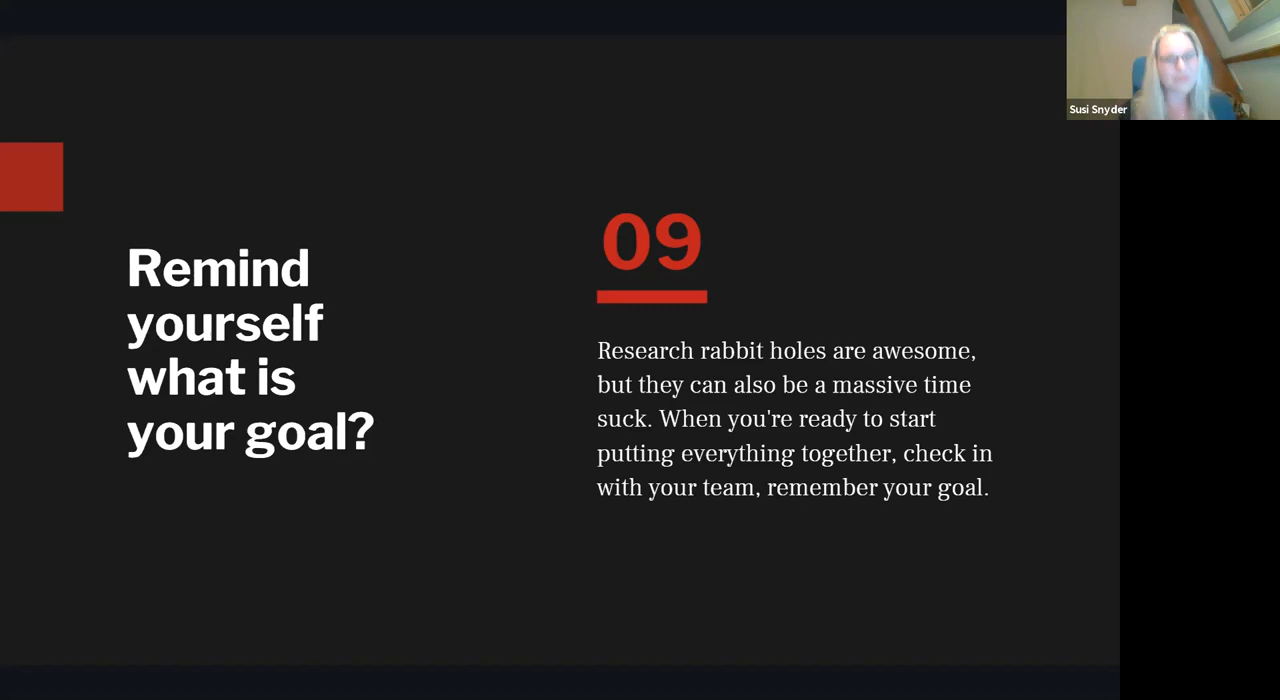 Remind
yourself
what is
your goal?
09
Research rabbit holes are awesome,
but they can also be a massive time
suck. When you're ready to start
putting everything together, check in
with your team, remember your goal.
Susi Snyder